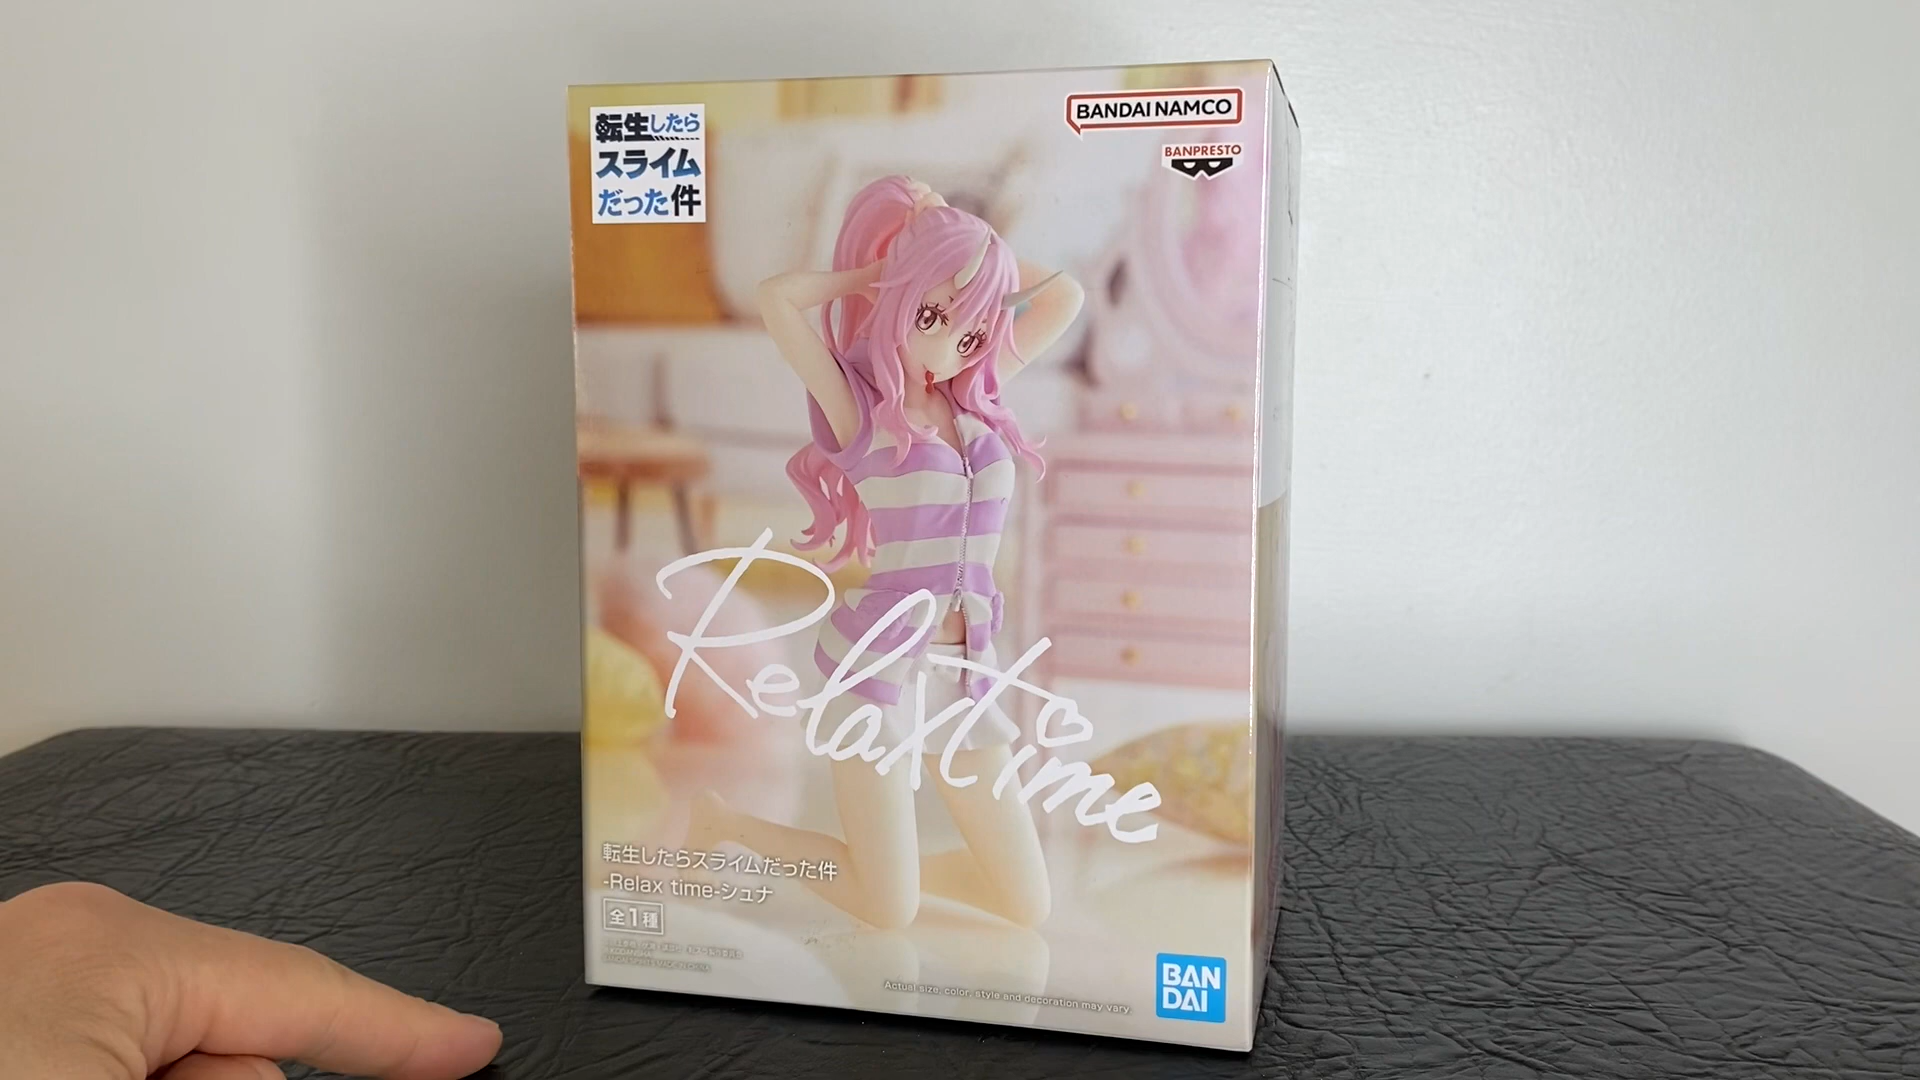 転生したら
スライム
だった件
BANDAI NAMCO
BANPRESTO
Relax time
転生したらスライムだった件
-Relax time-シュナ
全1種
Actual size, color, style and decoration may vary.
BAN
DAI